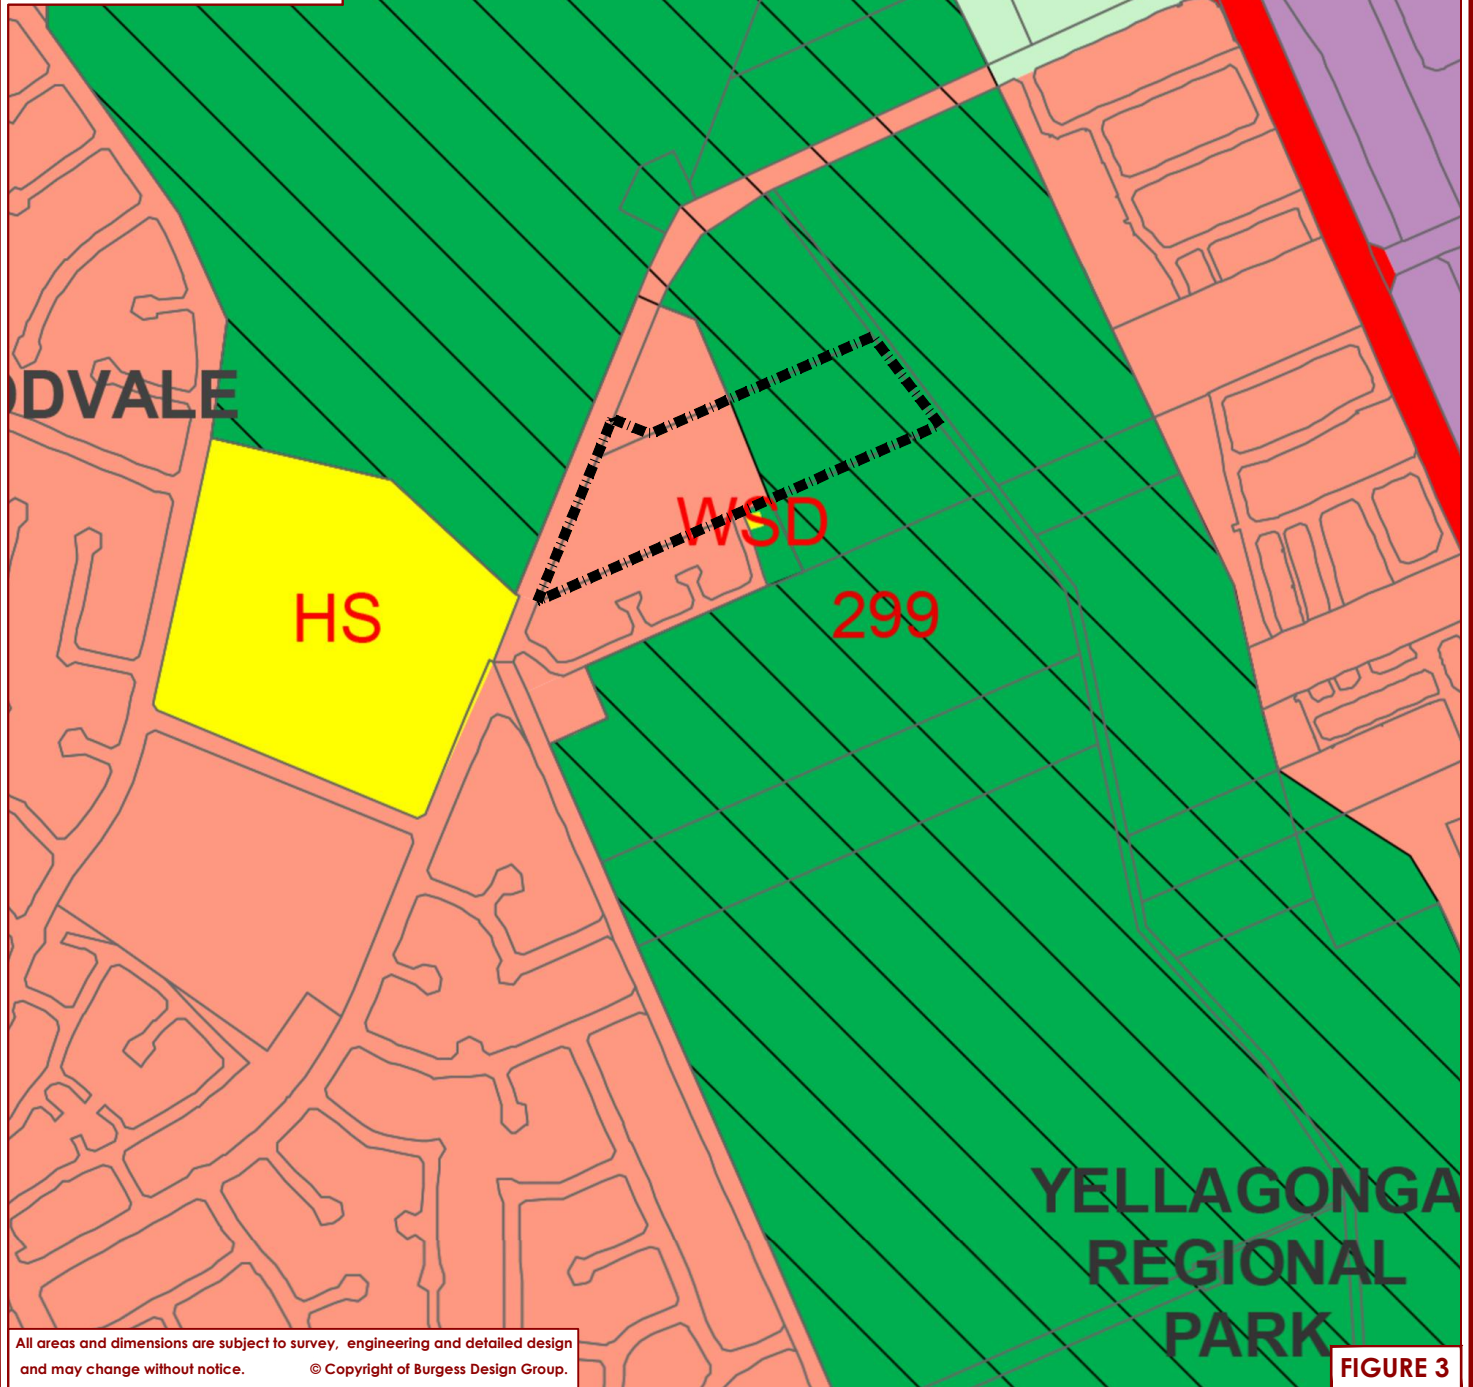 ODVALE
WSD
HS
299
YELLAGONGA
REGIONAL
PARK
All areas and dimensions are subject to survey, engineering and detailed design
and may change without notice. © Copyright of Burgess Design Group.
FIGURE 3